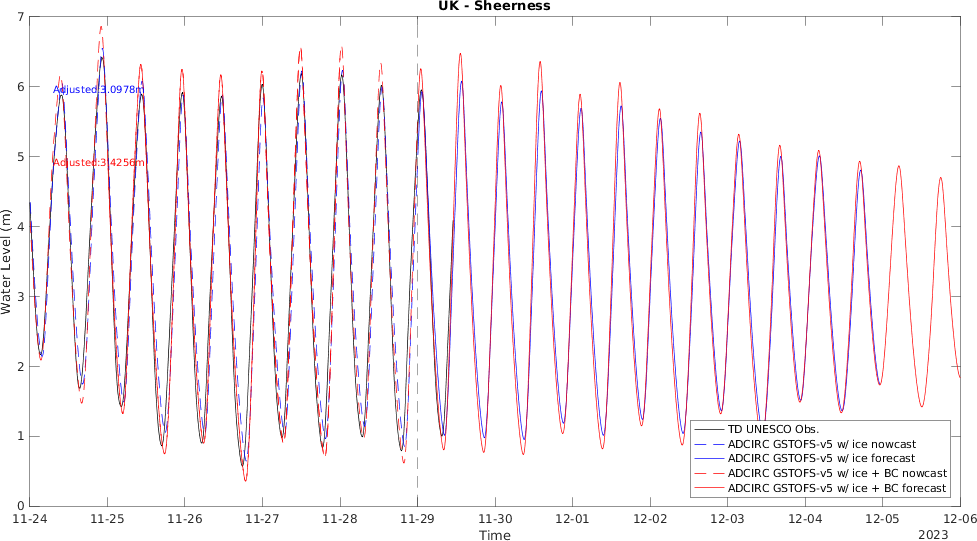 UK - Sheerness
7
6
5
4
3
2
1
0
Water Level (m)
Adjusted:3.0978m
Adjusted:3.4256m
TD UNESCO Obs.
ADCIRC GSTOFS-v5 w/ ice nowcast
ADCIRC GSTOFS-v5 w/ ice forecast
ADCIRC GSTOFS-v5 w/ ice + BC nowcast
ADCIRC GSTOFS-v5 w/ ice + BC forecast
11-24 11-25 11-26 11-27 11-28 11-29 11-30 12-01 12-02 12-03 12-04 12-05 12-06
Time
2023